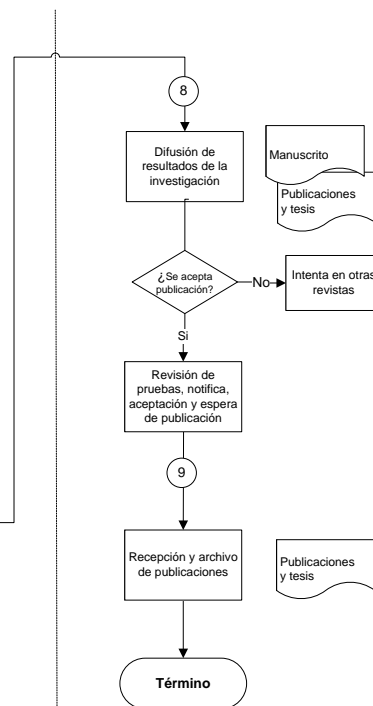 8
Difusión de
resultados de la
investigación
Manuscrito
Publicaciones
y tesis
¿Se acepta
publicación?
No
Intenta en otras
revistas
Si
Revisión de
pruebas, notifica,
aceptación y espera
de publicación
9
Recepción y archivo
de publicaciones
Publicaciones
y tesis
Término